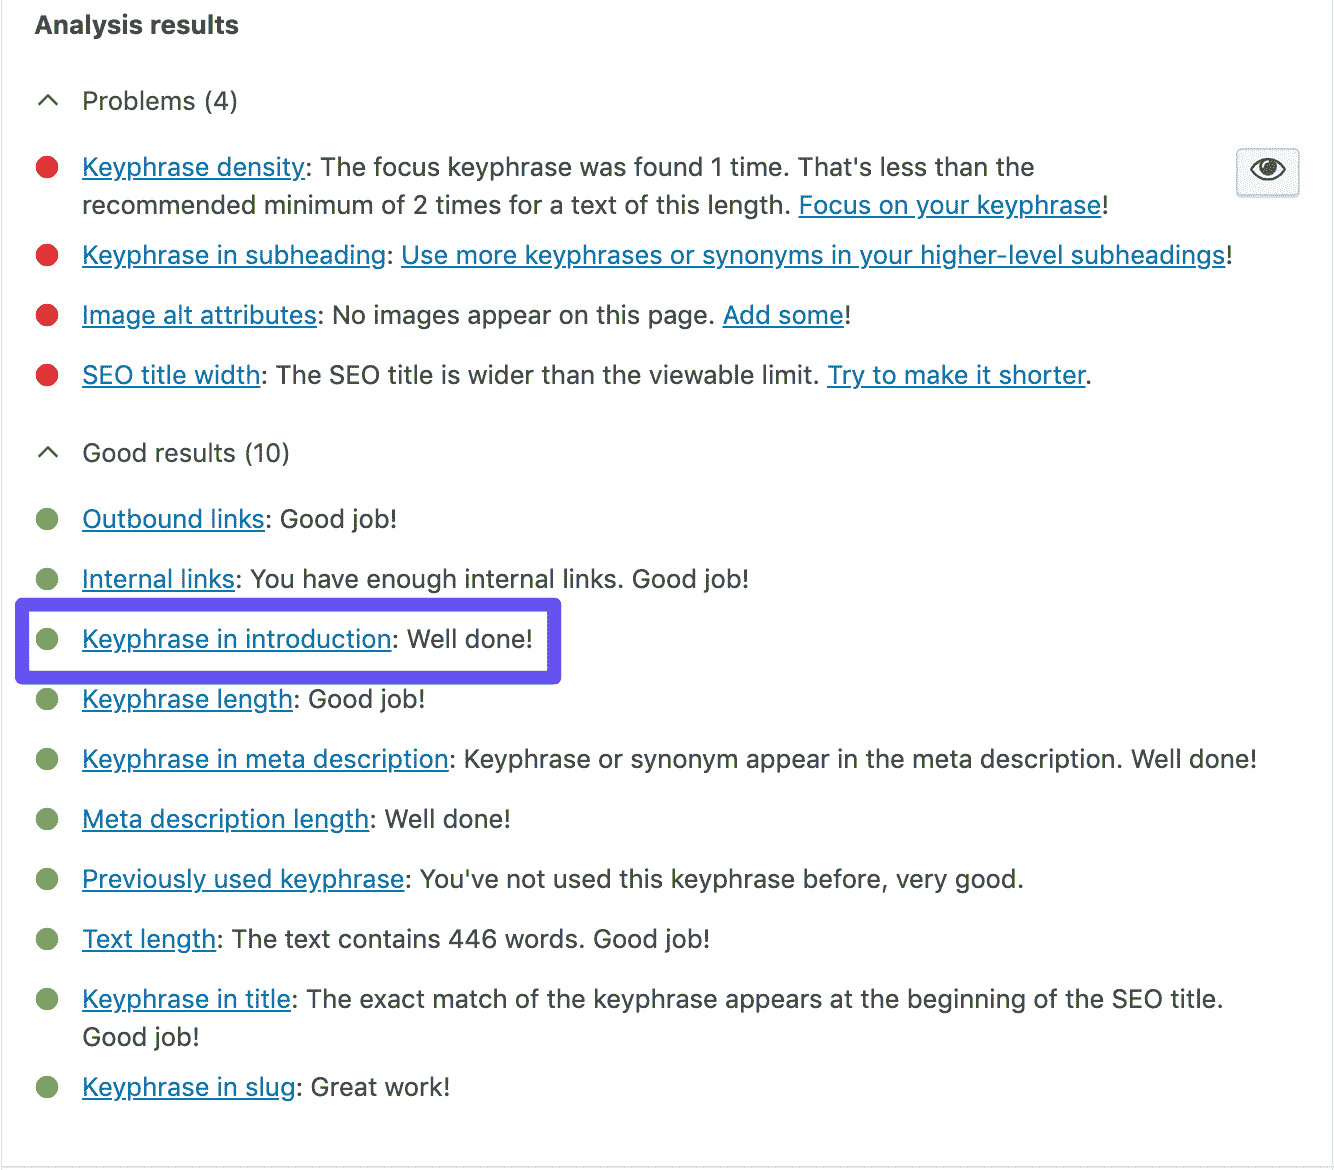 Analysis results
Problems (4)
Keyphrase density: The focus keyphrase was found 1 time. That's less than the
recommended minimum of 2 times for a text of this length. Focus on your keyphrase!
Keyphrase in subheading: Use more keyphrases or synonyms in your higher-level subheadings!
Image alt attributes: No images appear on this page. Add some!
SEO title width: The SEO title is wider than the viewable limit. Try to make it shorter.
Good results (10)
Outbound links: Good job!
Internal links: You have enough internal links. Good job!
Keyphrase in introduction: Well done!
Keyphrase length: Good job!
Keyphrase in meta description: Keyphrase or synonym appear in the meta description. Well done!
Meta description length: Well done!
Previously used keyphrase: You've not used this keyphrase before, very good.
Text length: The text contains 446 words. Good job!
Keyphrase in title: The exact match of the keyphrase appears at the beginning of the SEO title.
Good job!
Keyphrase in slug: Great work!